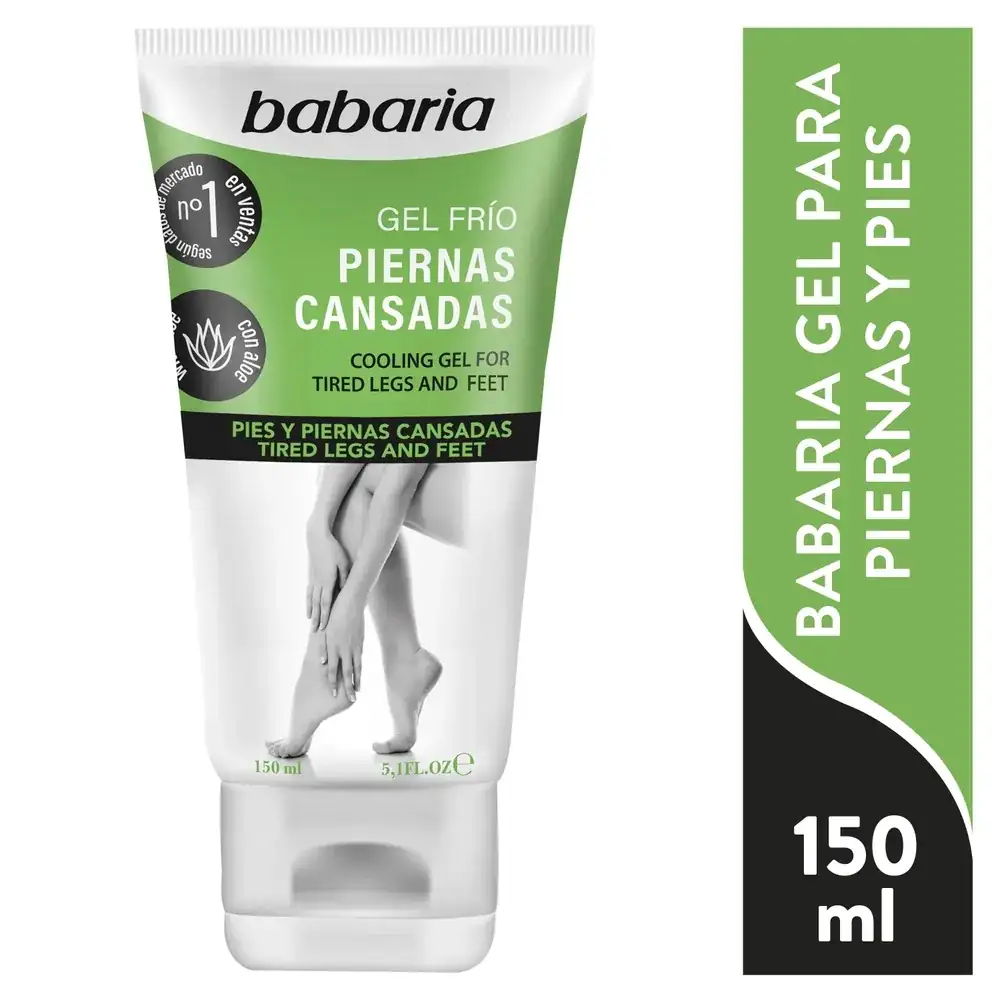 babaria
nº1
en ventas
según datos de mercado
GEL FRÍO
PIERNAS
CANSADAS
COOLING GEL FOR
TIRED LEGS AND FEET
con aloe
PIES Y PIERNAS CANSADAS
TIRED LEGS AND FEET
150 ml
5,1FL.OZ℮
BABARIA GEL PARA
PIERNAS Y PIES
150
ml